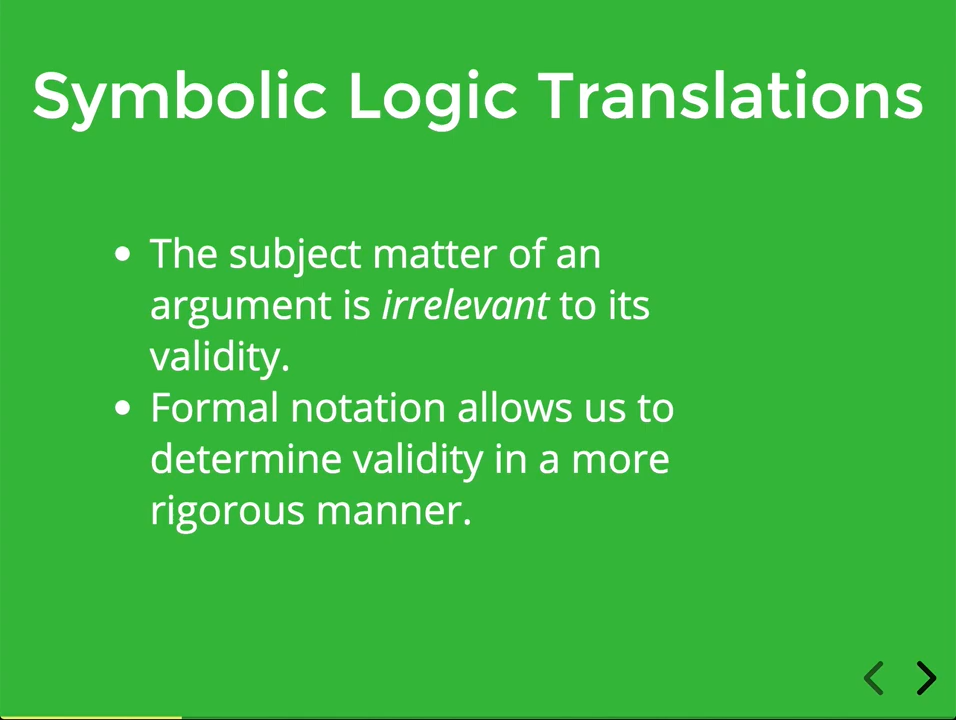 Symbolic Logic Translations
• The subject matter of an
argument is irrelevant to its
validity.
• Formal notation allows us to
determine validity in a more
rigorous manner.